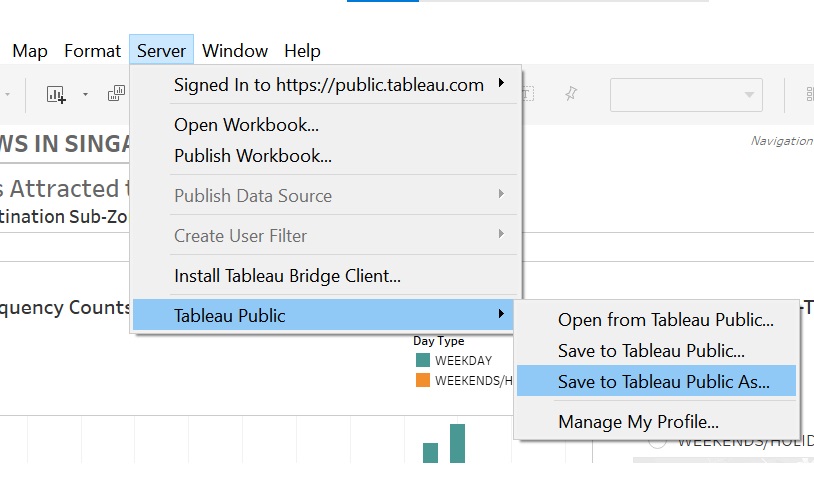 Map Format Server Window Help
Signed In to https://public.tableau.com
Open Workbook...
Publish Workbook...
Publish Data Source
Create User Filter
Install Tableau Bridge Client...
Tableau Public
Open from Tableau Public...
Save to Tableau Public...
Save to Tableau Public As...
Manage My Profile...
WS IN SINGA
Navigation
s Attracted t
tination Sub-Zo
quency Counts
-T
Day Type
WEEKDAY
WEEKENDS/H
WEEKENDS/HOLID